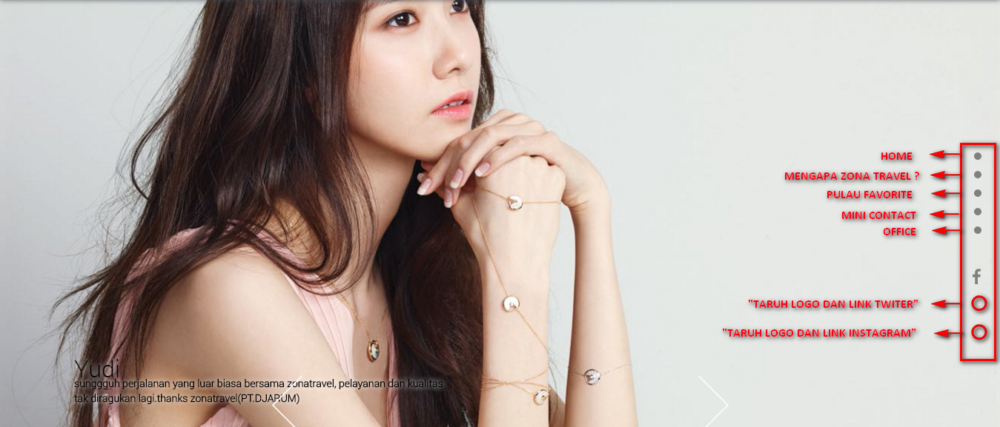 HOME
MENGAPA ZONA TRAVEL ?
PULAU FAVORITE
MINI CONTACT
OFFICE
f
"TARUH LOGO DAN LINK TWITER"
"TARUH LOGO DAN LINK INSTAGRAM"
Yudi
sunggguh perjalanan yang luar biasa bersama zonatravel, pelayanan dan kualitas
tak diragukan lagi.thanks zonatravel(PT.DJARUM)